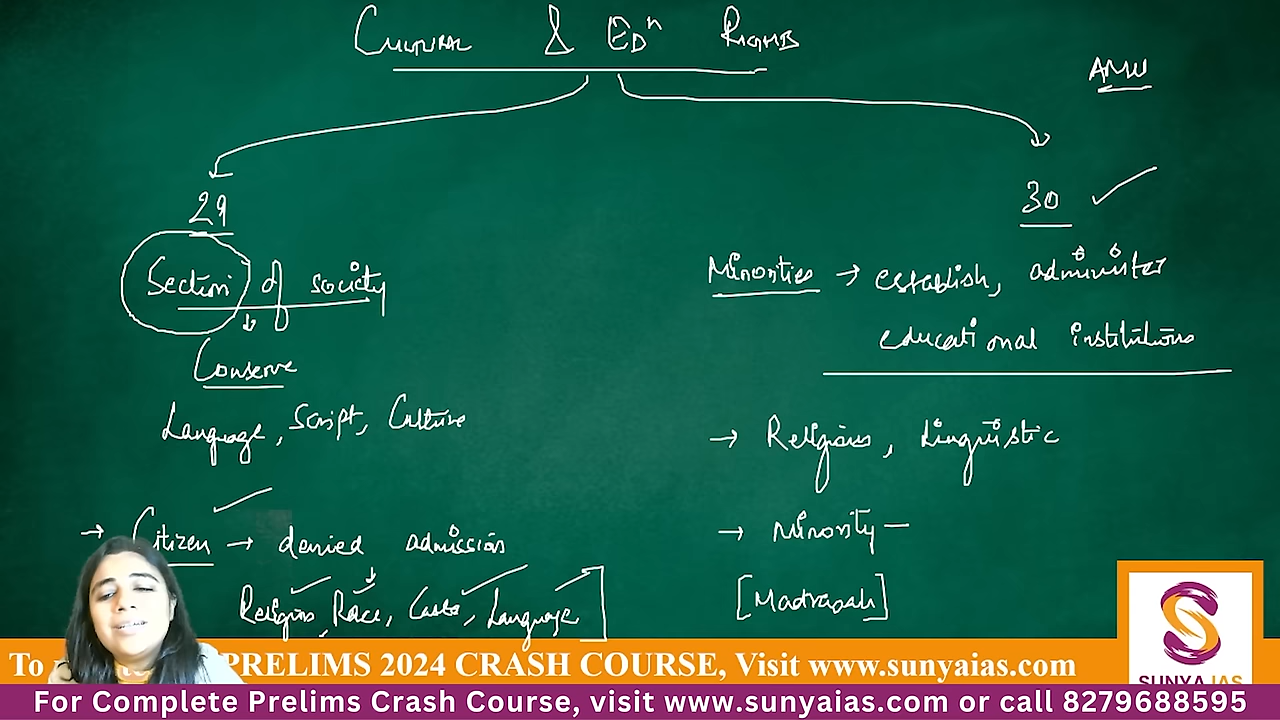 CULTURAL & EDn RIGHTS
AMU
29
Section of society
Conserve
Language, Script, Culture
→ Citizen → denied admission
Religion, Race, Caste, Language
30
Minorities → establish, administer
educational institutions
→ Religious, Linguistic
→ Minority —
[Madrasah]
To PRELIMS 2024 CRASH COURSE, Visit www.sunyaias.com
SUNYA IAS
For Complete Prelims Crash Course, visit www.sunyaias.com or call 8279688595